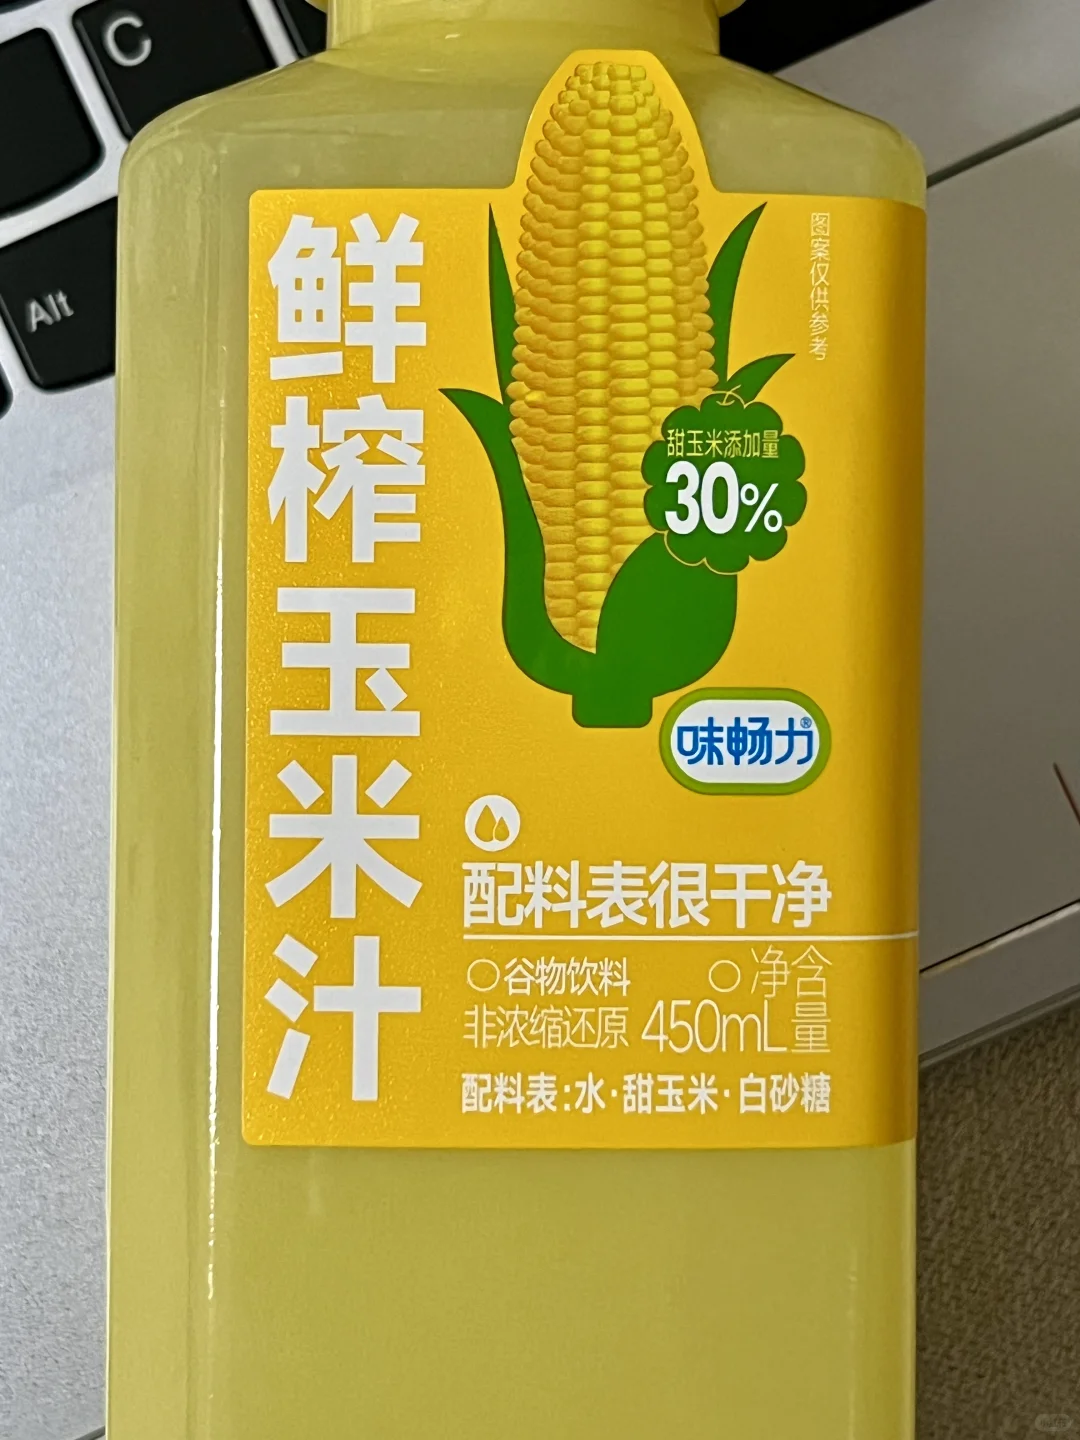 C
Alt
鲜榨玉米汁
图案仅供参考
甜玉米添加量
30%
味畅力®
配料表很干净
谷物饮料
非浓缩还原
净含量
450mL
配料表:水·甜玉米·白砂糖